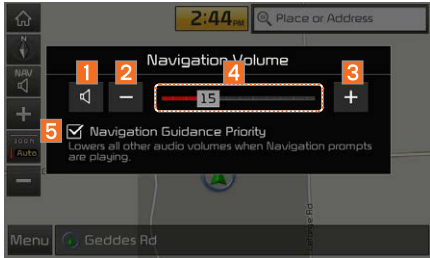 2:44 PM
Place or Address
N
Navigation Volume
NAV
1
2
4
3
15
5
Navigation Guidance Priority
Lowers all other audio volumes when Navigation prompts
are playing.
Auto
Menu
Geddes Rd